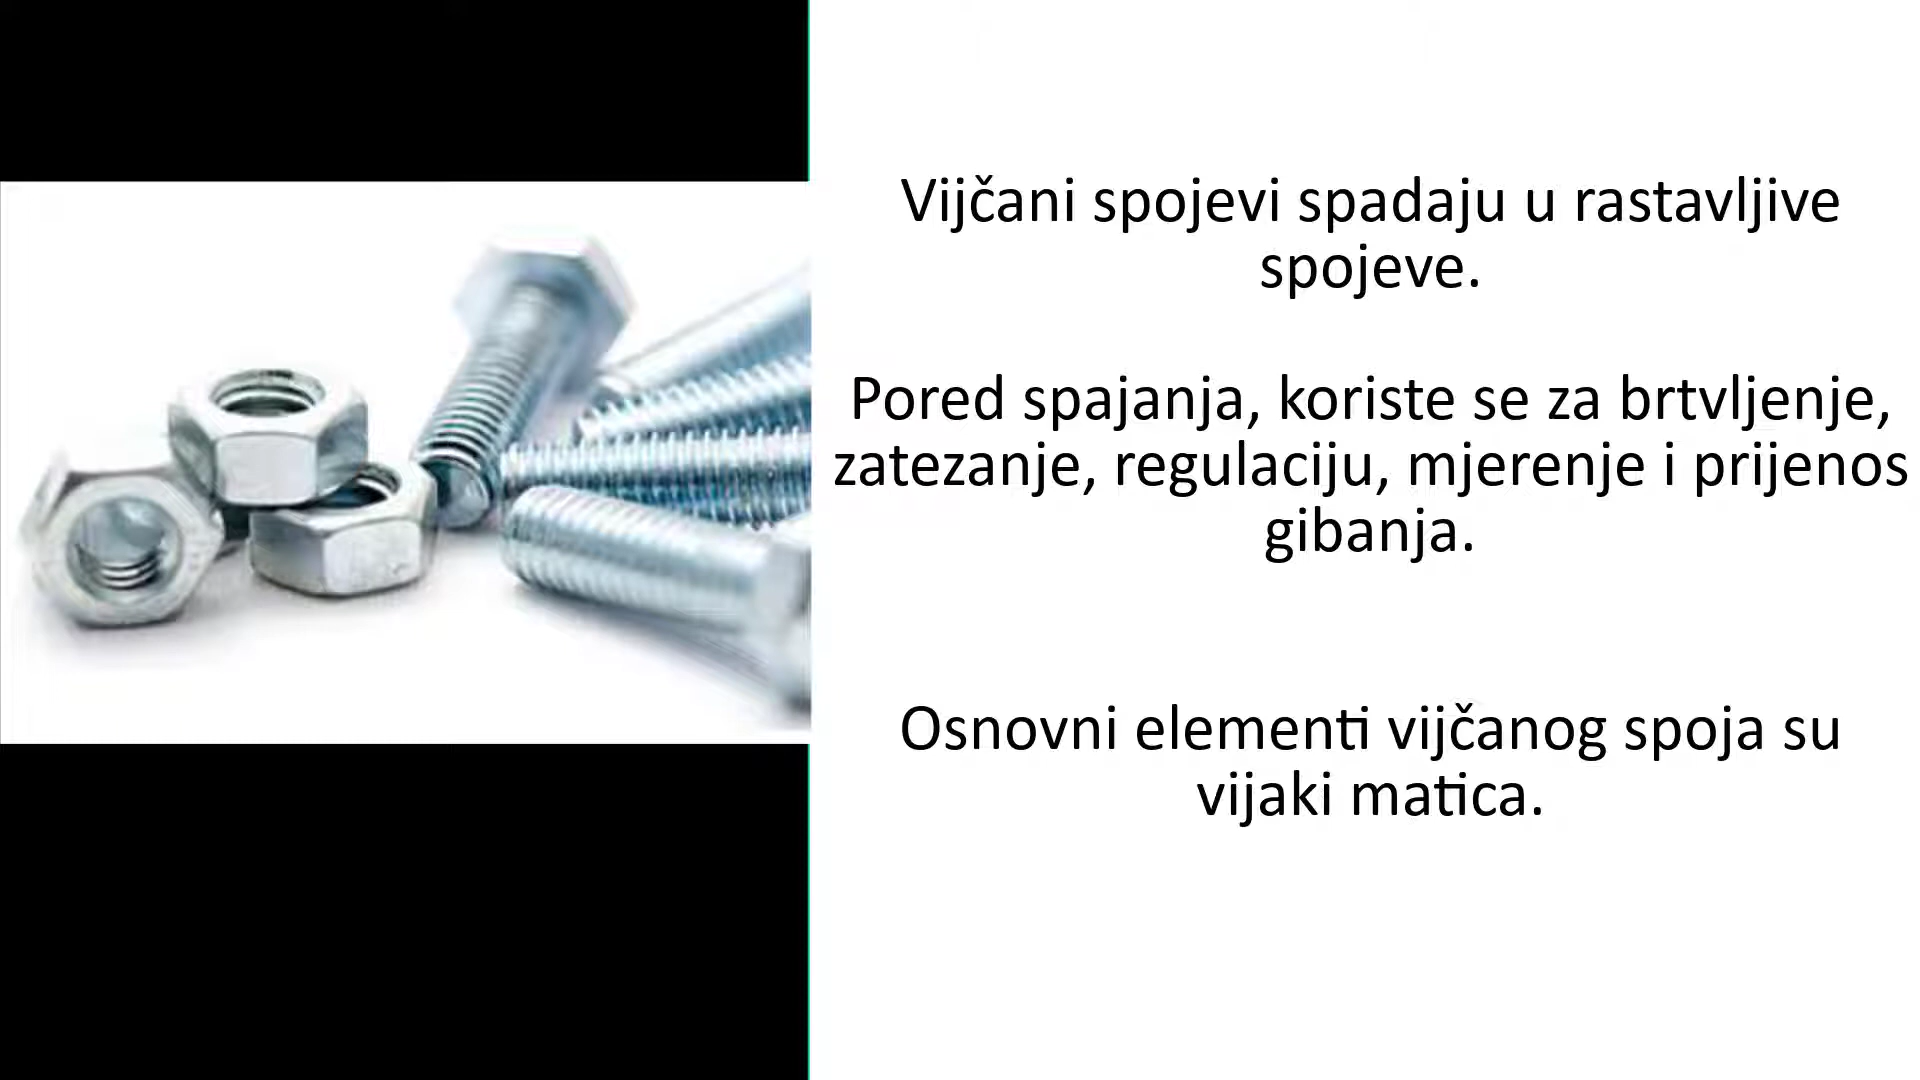 Vijčani spojevi spadaju u rastavljive
spojeve.
Pored spajanja, koriste se za brtvljenje,
zatezanje, regulaciju, mjerenje i prijenos
gibanja.
Osnovni elementi vijčanog spoja su
vijaki matica.